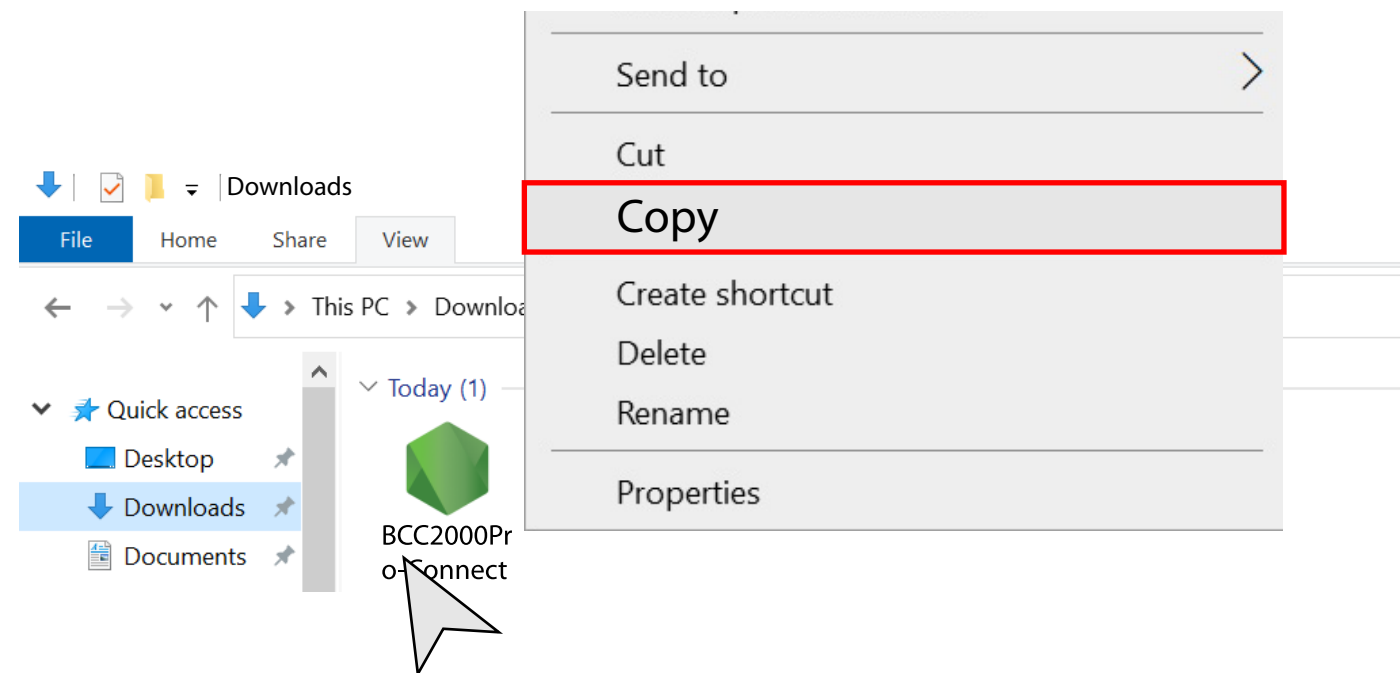 Send to
Cut
Downloads
Copy
File Home Share View
Create shortcut
This PC Downloa
Delete
Today (1)
Rename
Quick access
Desktop
Properties
Downloads
BCC2000Pr
o-Connect
Documents